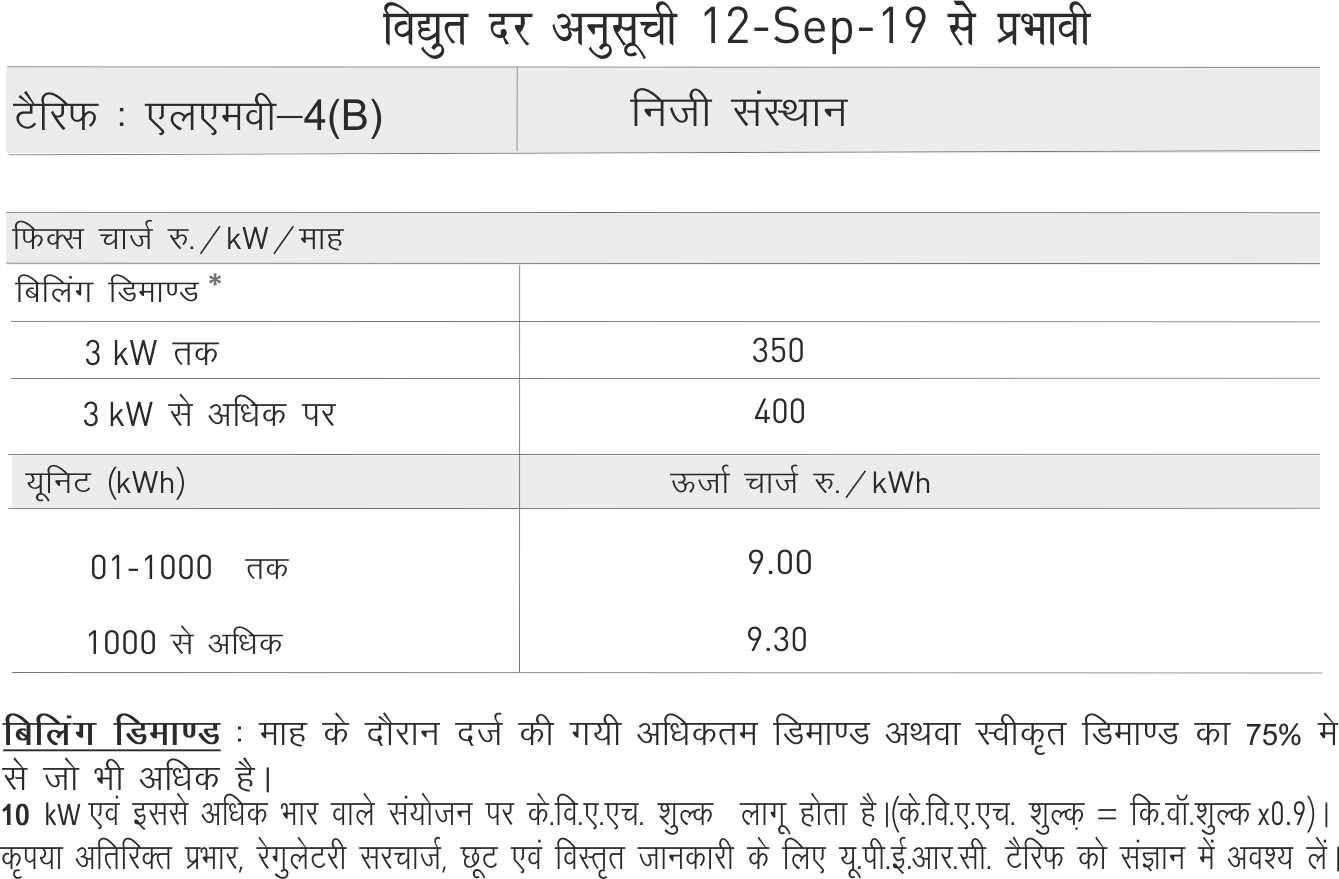 विद्युत दर अनुसूची 12-Sep-19 से प्रभावी
टैरिफ : एलएमवी–4(B) निजी संस्थान
फिक्स चार्ज रु./kW/माह
बिलिंग डिमाण्ड *
3 kW तक 350
3 kW से अधिक पर 400
यूनिट (kWh) ऊर्जा चार्ज रु./kWh
01-1000 तक 9.00
1000 से अधिक 9.30
बिलिंग डिमाण्ड : माह के दौरान दर्ज की गयी अधिकतम डिमाण्ड अथवा स्वीकृत डिमाण्ड का 75% मे
से जो भी अधिक है।
10 kW एवं इससे अधिक भार वाले संयोजन पर के.वि.ए.एच. शुल्क लागू होता है।(के.वि.ए.एच. शुल्क़ = कि.वॉ.शुल्क x0.9)।
कृपया अतिरिक्त प्रभार, रेगुलेटरी सरचार्ज, छूट एवं विस्तृत जानकारी के लिए यू.पी.ई.आर.सी. टैरिफ को संज्ञान में अवश्य लें।